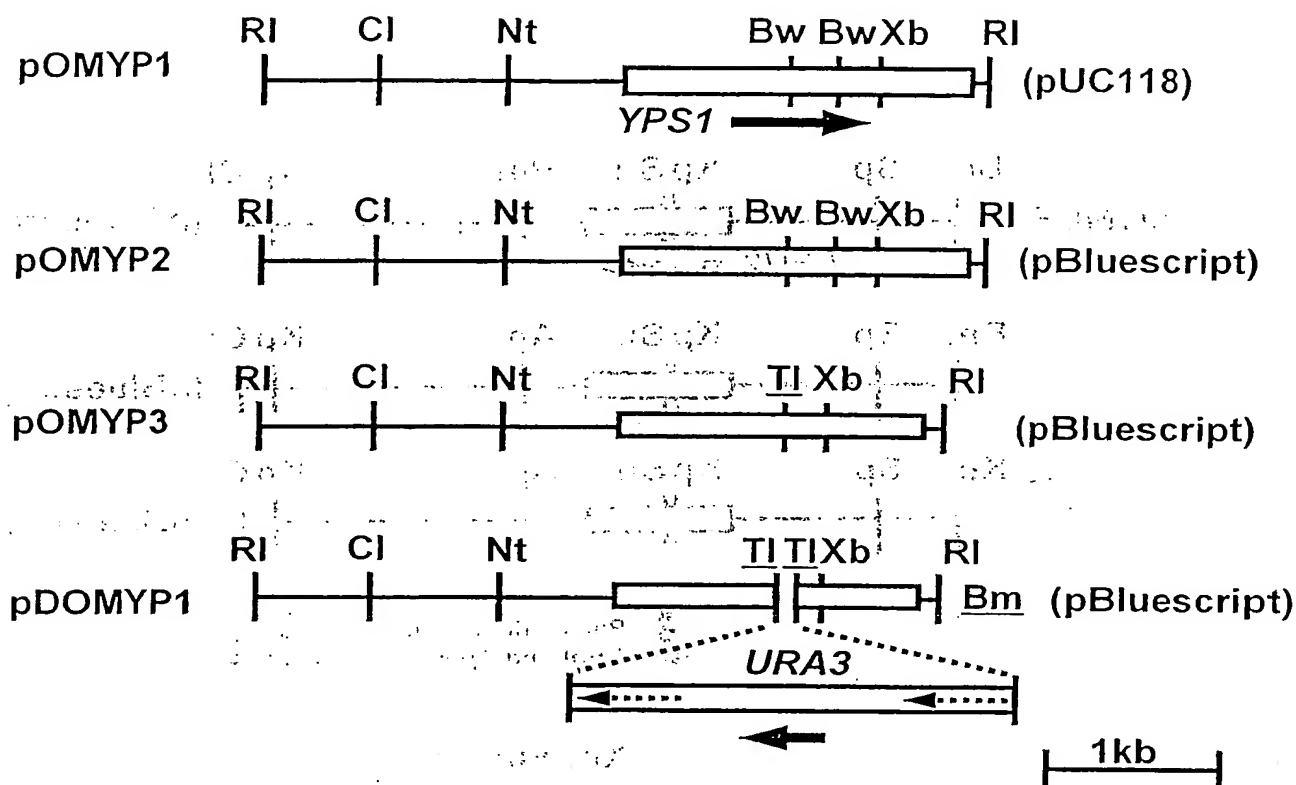 RI CI Nt Bw Bw Xb RI
pOMYP1 (pUC118)
YPS1
RI CI Nt Bw Bw Xb RI
pOMYP2 (pBluescript)
RI CI Nt TI Xb RI
pOMYP3 (pBluescript)
RI CI Nt TI TI Xb RI
pDOMYP1 Bm (pBluescript)
URA3
1kb